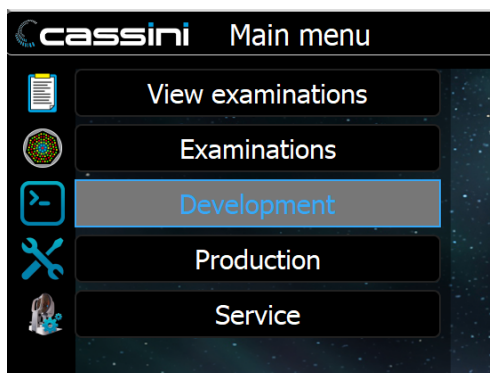 cassini Main menu
View examinations
Examinations
>- Development
Production
Service